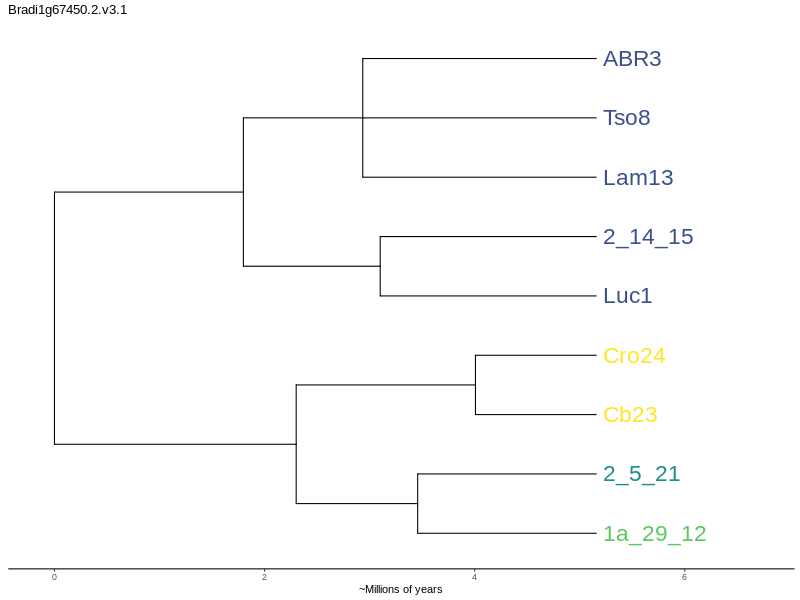 Bradi1g67450.2.v3.1
ABR3
Tso8
Lam13
2_14_15
Luc1
Cro24
Cb23
2_5_21
1a_29_12
0 2 4 6
~Millions of years